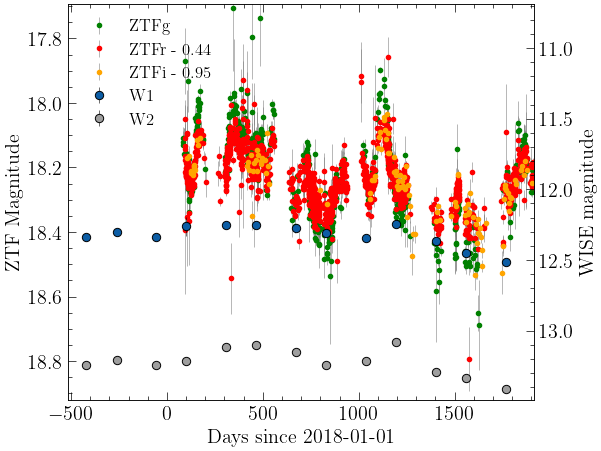 ZTFg
ZTFr - 0.44
ZTFi - 0.95
W1
W2
17.8
18.0
18.2
18.4
18.6
18.8
ZTF Magnitude
11.0
11.5
12.0
12.5
13.0
WISE magnitude
−500 0 500 1000 1500
Days since 2018-01-01